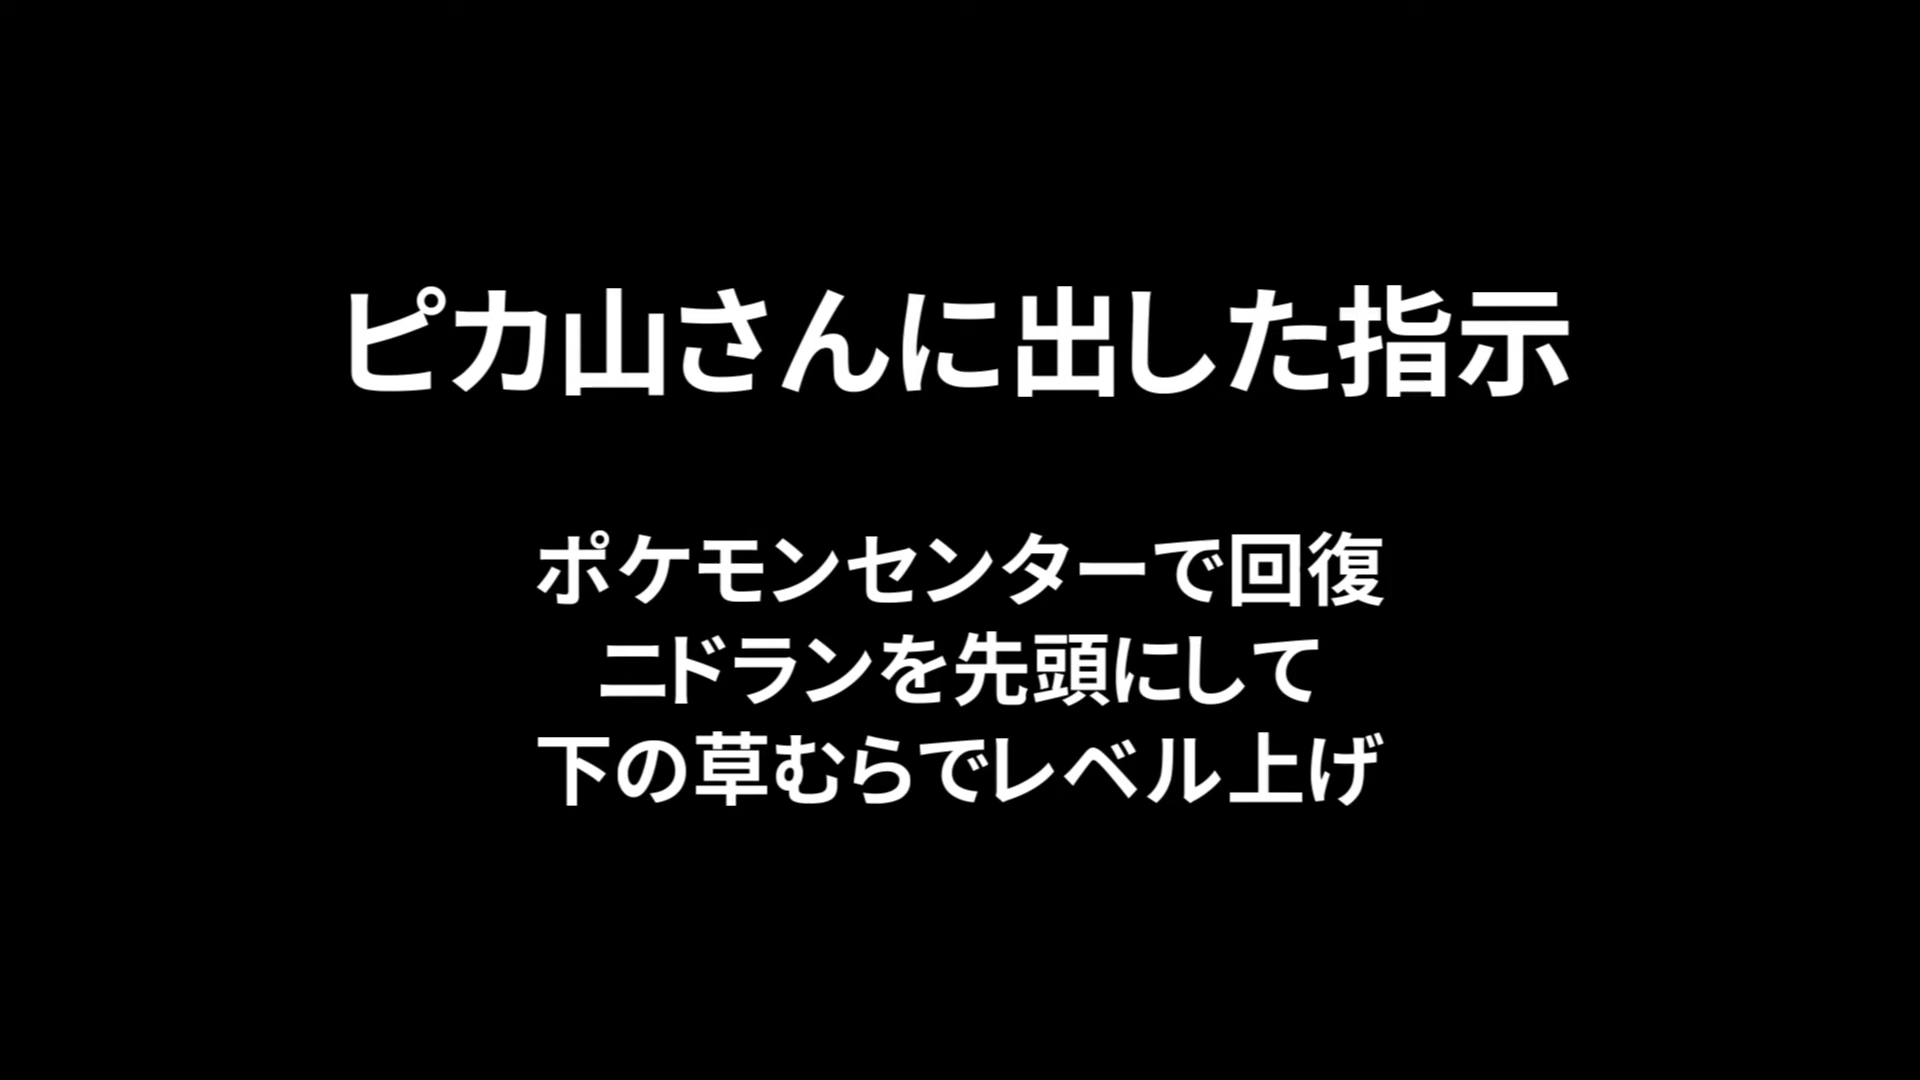 ピカ山さんに出した指示
ポケモンセンターで回復
ニドランを先頭にして
下の草むらでレベル上げ